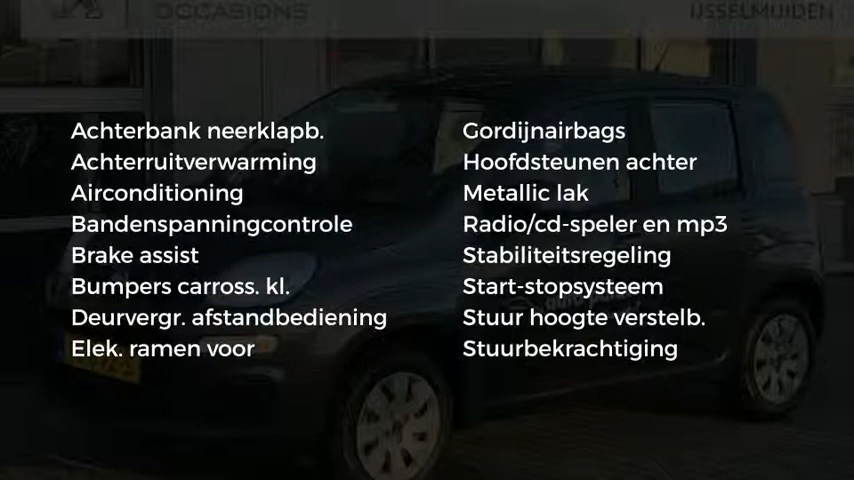 OCCASIONS
IJSSELMUIDEN
Achterbank neerklapb.
Achterruitverwarming
Airconditioning
Bandenspanningcontrole
Brake assist
Bumpers carross. kl.
Deurvergr. afstandbediening
Elek. ramen voor
Gordijnairbags
Hoofdsteunen achter
Metallic lak
Radio/cd-speler en mp3
Stabiliteitsregeling
Start-stopsysteem
Stuur hoogte verstelb.
Stuurbekrachtiging